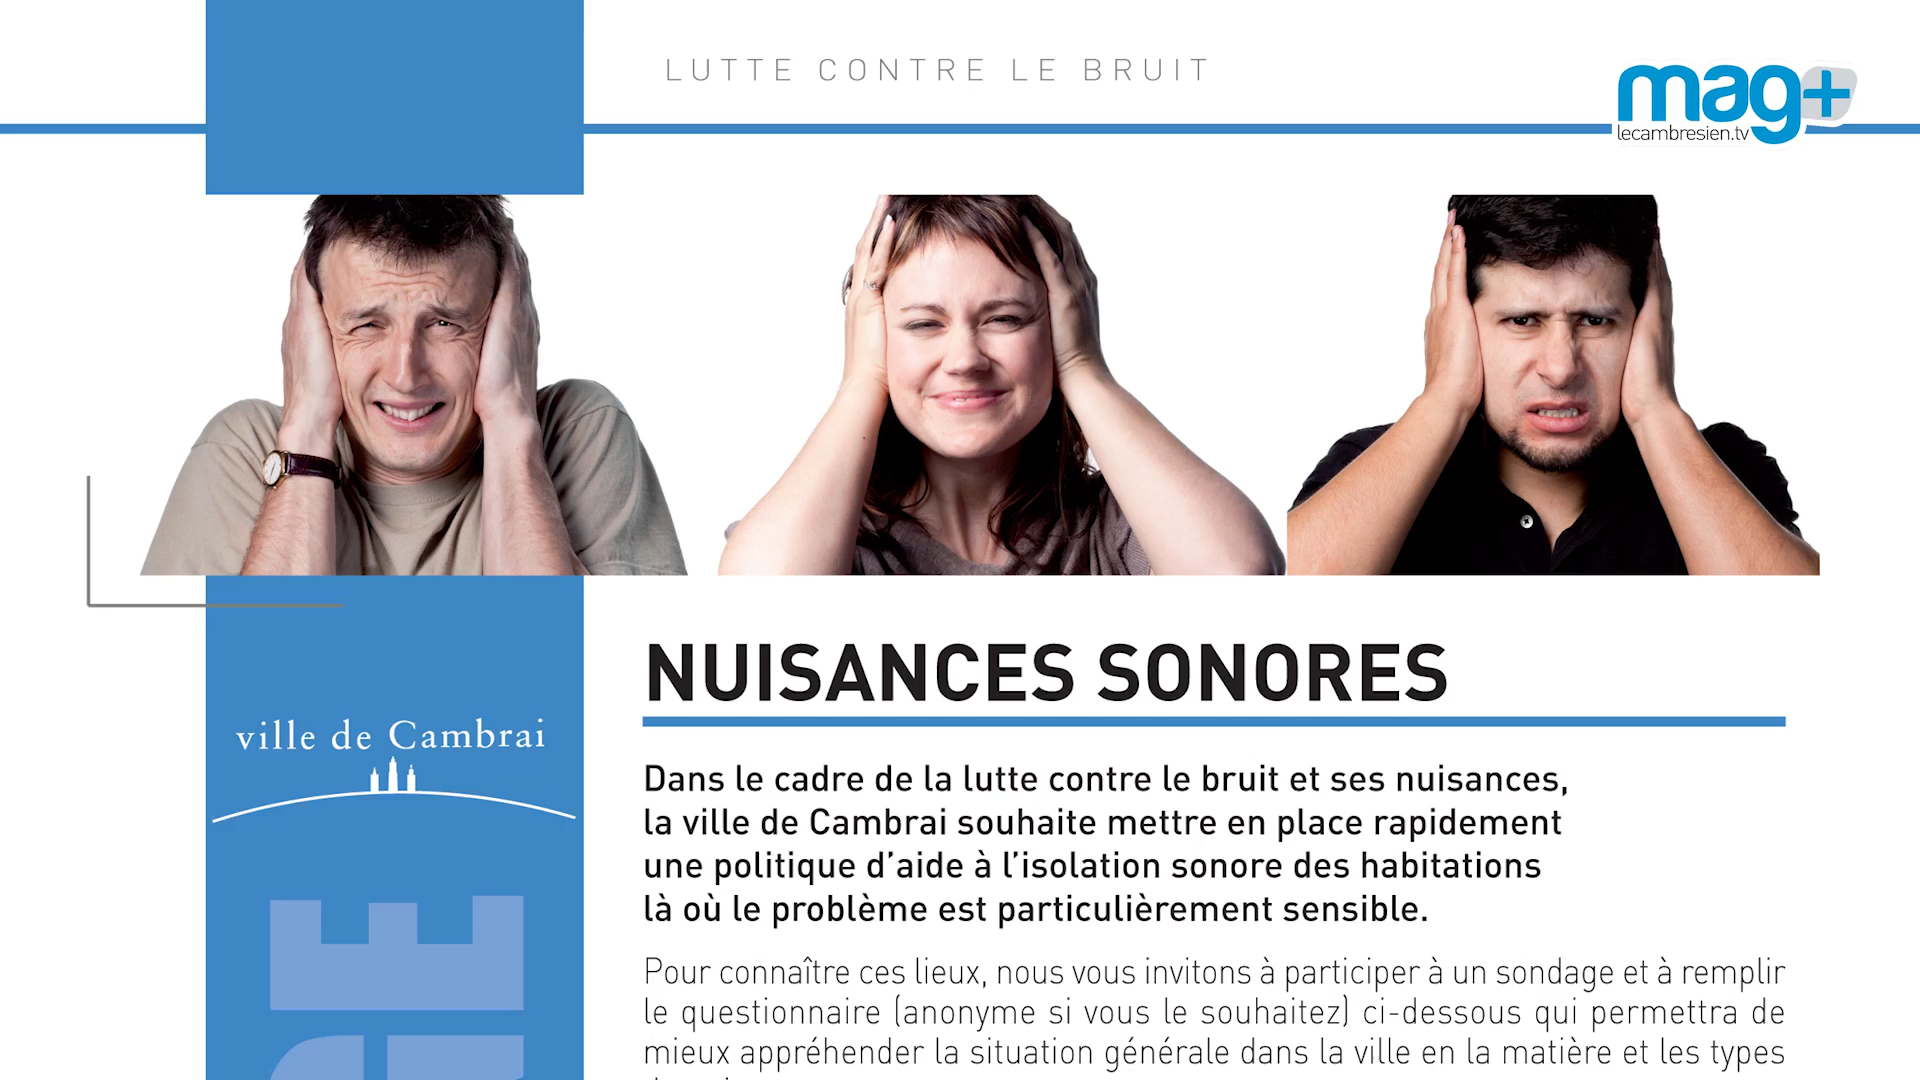 LUTTE CONTRE LE BRUIT
mag+
lecambresien.tv
NUISANCES SONORES
ville de Cambrai
Dans le cadre de la lutte contre le bruit et ses nuisances,
la ville de Cambrai souhaite mettre en place rapidement
une politique d’aide à l’isolation sonore des habitations
là où le problème est particulièrement sensible.
Pour connaître ces lieux, nous vous invitons à participer à un sondage et à remplir
le questionnaire (anonyme si vous le souhaitez) ci-dessous qui permettra de
mieux appréhender la situation générale dans la ville en la matière et les types